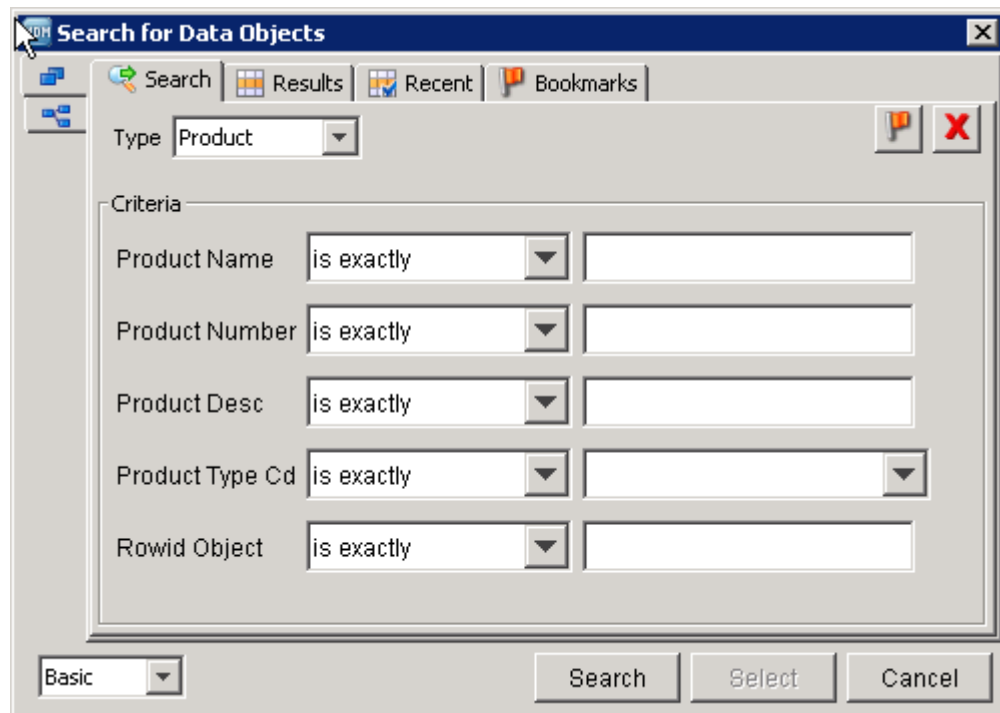 Search for Data Objects
Search Results Recent Bookmarks
Type Product
Criteria
Product Name is exactly
Product Number is exactly
Product Desc is exactly
Product Type Cd is exactly
Rowid Object is exactly
Basic Search Select Cancel